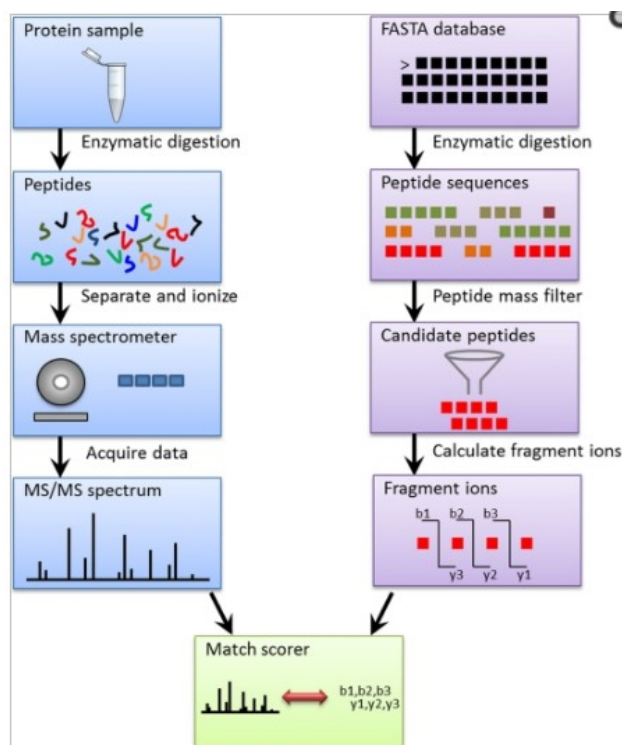 Protein sample
Enzymatic digestion
Peptides
Separate and ionize
Mass spectrometer
Acquire data
MS/MS spectrum
FASTA database
>
Enzymatic digestion
Peptide sequences
Peptide mass filter
Candidate peptides
Calculate fragment ions
Fragment ions
b1 b2 b3
y3 y2 y1
Match scorer
b1,b2,b3
y1,y2,y3